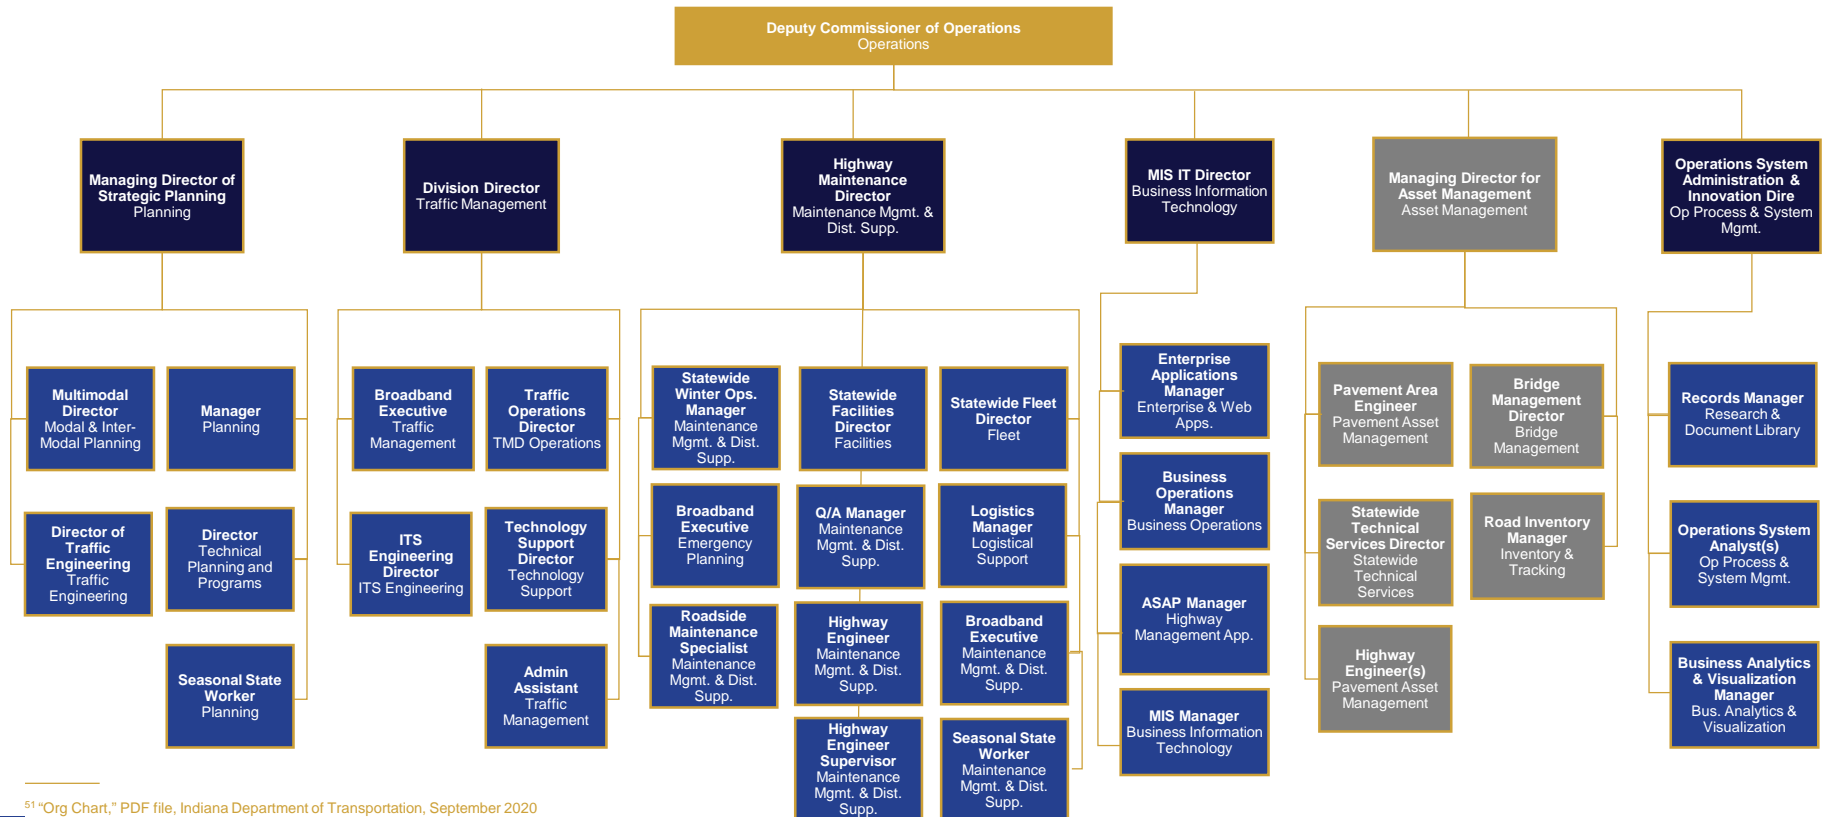 Deputy Commissioner of Operations
Operations
Managing Director of
Strategic Planning
Planning
Division Director
Traffic Management
Highway
Maintenance
Director
Maintenance Mgmt. &
Dist. Supp.
MIS IT Director
Business Information
Technology
Managing Director for
Asset Management
Asset Management
Operations System
Administration &
Innovation Dire
Op Process & System
Mgmt.
Multimodal
Director
Modal & Inter-
Modal Planning
Manager
Planning
Director of
Traffic
Engineering
Traffic
Engineering
Director
Technical
Planning and
Programs
Seasonal State
Worker
Planning
Broadband
Executive
Traffic
Management
Traffic
Operations
Director
TMD Operations
ITS
Engineering
Director
ITS Engineering
Technology
Support
Director
Technology
Support
Admin
Assistant
Traffic
Management
Statewide
Winter Ops.
Manager
Maintenance
Mgmt. & Dist.
Supp.
Statewide
Facilities
Director
Facilities
Statewide Fleet
Director
Fleet
Broadband
Executive
Emergency
Planning
Q/A Manager
Maintenance
Mgmt. & Dist.
Supp.
Logistics
Manager
Logistical
Support
Roadside
Maintenance
Specialist
Maintenance
Mgmt. & Dist.
Supp.
Highway
Engineer
Maintenance
Mgmt. & Dist.
Supp.
Broadband
Executive
Maintenance
Mgmt. & Dist.
Supp.
Highway
Engineer
Supervisor
Maintenance
Mgmt. & Dist.
Supp.
Seasonal State
Worker
Maintenance
Mgmt. & Dist.
Supp.
Enterprise
Applications
Manager
Enterprise & Web
Apps.
Business
Operations
Manager
Business Operations
ASAP Manager
Highway
Management App.
MIS Manager
Business Information
Technology
Pavement Area
Engineer
Pavement Asset
Management
Bridge
Management
Director
Bridge
Management
Statewide
Technical
Services Director
Statewide
Technical
Services
Road Inventory
Manager
Inventory &
Tracking
Highway
Engineer(s)
Pavement Asset
Management
Records Manager
Research &
Document Library
Operations System
Analyst(s)
Op Process &
System Mgmt.
Business Analytics
& Visualization
Manager
Bus. Analytics &
Visualization
51 “Org Chart,” PDF file, Indiana Department of Transportation, September 2020